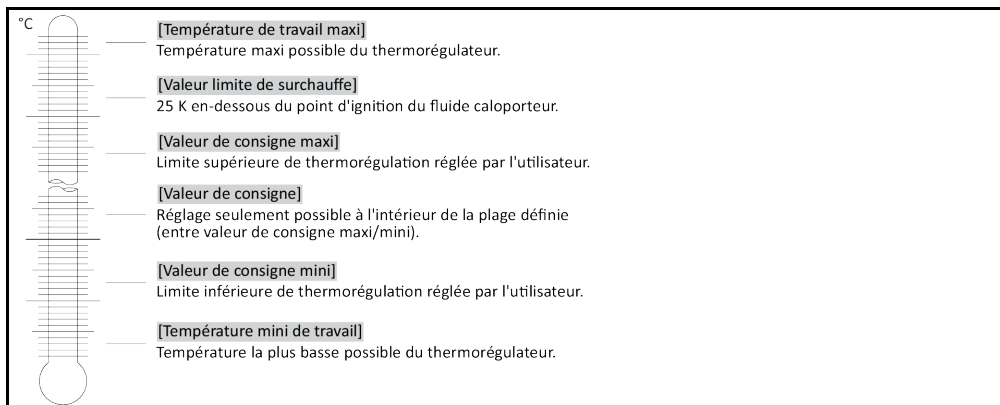 °C
[Température de travail maxi]
Température maxi possible du thermorégulateur.
[Valeur limite de surchauffe]
25 K en-dessous du point d'ignition du fluide caloporteur.
[Valeur de consigne maxi]
Limite supérieure de thermorégulation réglée par l'utilisateur.
[Valeur de consigne]
Réglage seulement possible à l'intérieur de la plage définie
(entre valeur de consigne maxi/mini).
[Valeur de consigne mini]
Limite inférieure de thermorégulation réglée par l'utilisateur.
[Température mini de travail]
Température la plus basse possible du thermorégulateur.